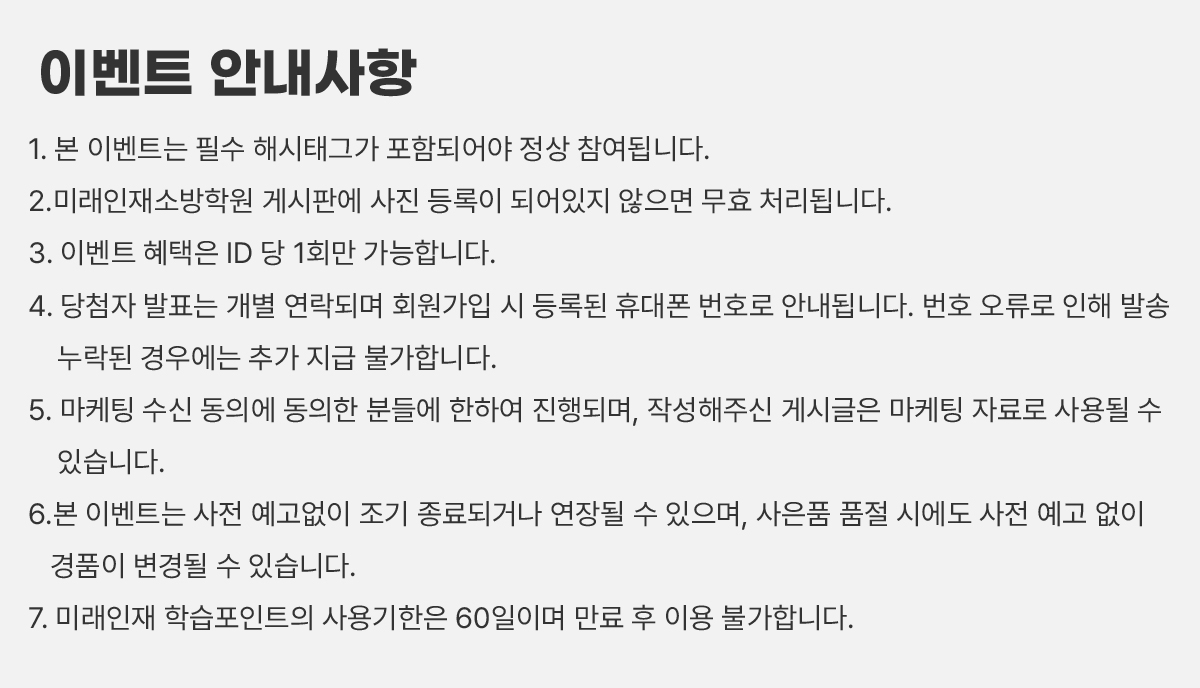 이벤트 안내사항
1. 본 이벤트는 필수 해시태그가 포함되어야 정상 참여됩니다.
2.미래인재소방학원 게시판에 사진 등록이 되어있지 않으면 무효 처리됩니다.
3. 이벤트 혜택은 ID 당 1회만 가능합니다.
4. 당첨자 발표는 개별 연락되며 회원가입 시 등록된 휴대폰 번호로 안내됩니다. 번호 오류로 인해 발송
누락된 경우에는 추가 지급 불가합니다.
5. 마케팅 수신 동의에 동의한 분들에 한하여 진행되며, 작성해주신 게시글은 마케팅 자료로 사용될 수
있습니다.
6.본 이벤트는 사전 예고없이 조기 종료되거나 연장될 수 있으며, 사은품 품절 시에도 사전 예고 없이
경품이 변경될 수 있습니다.
7. 미래인재 학습포인트의 사용기한은 60일이며 만료 후 이용 불가합니다.